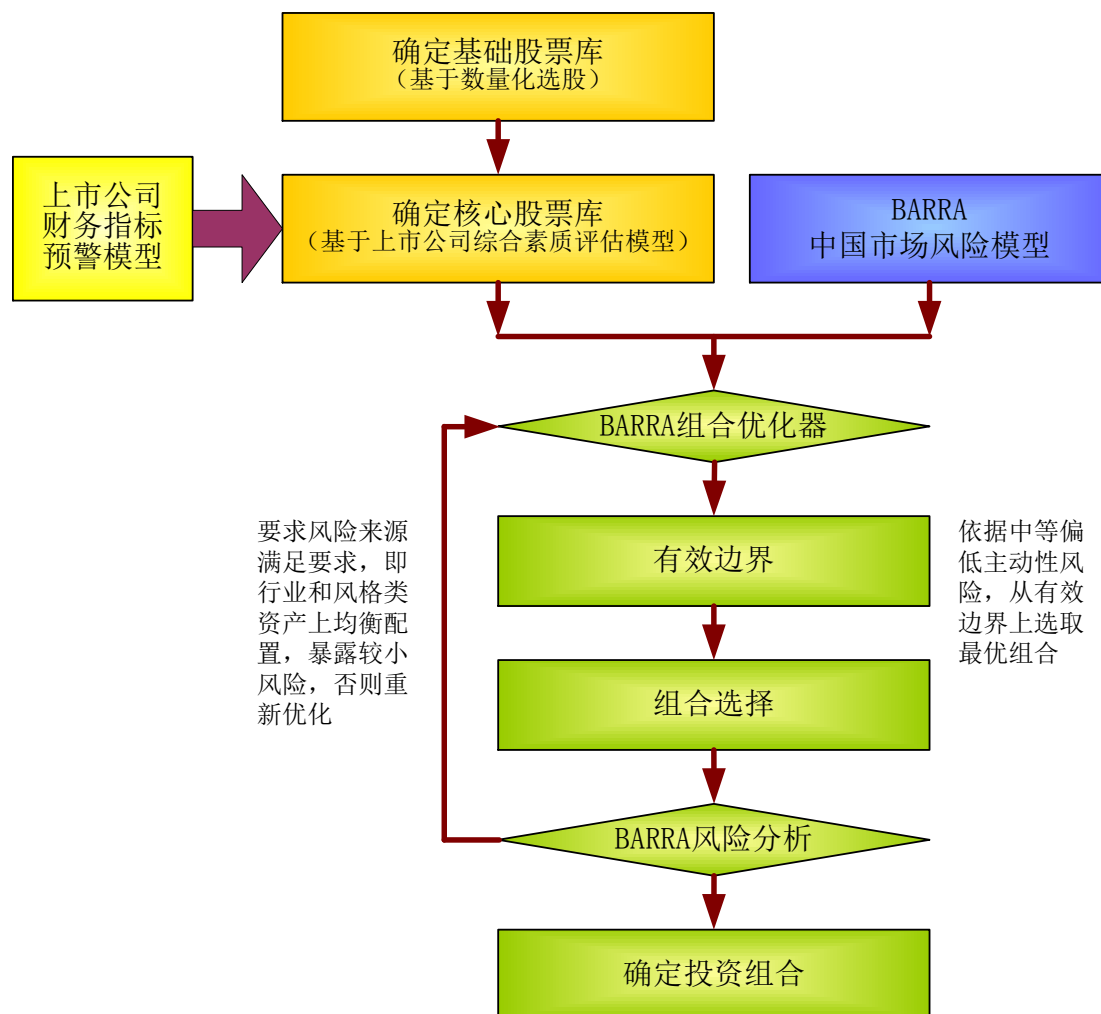 确定基础股票库
（基于数量化选股）
上市公司
财务指标
预警模型
确定核心股票库
（基于上市公司综合素质评估模型）
BARRA
中国市场风险模型
BARRA组合优化器
要求风险来源
满足要求，即
行业和风格类
资产上均衡配
置，暴露较小
风险，否则重
新优化
有效边界
依据中等偏
低主动性风
险，从有效
边界上选取
最优组合
组合选择
BARRA风险分析
确定投资组合